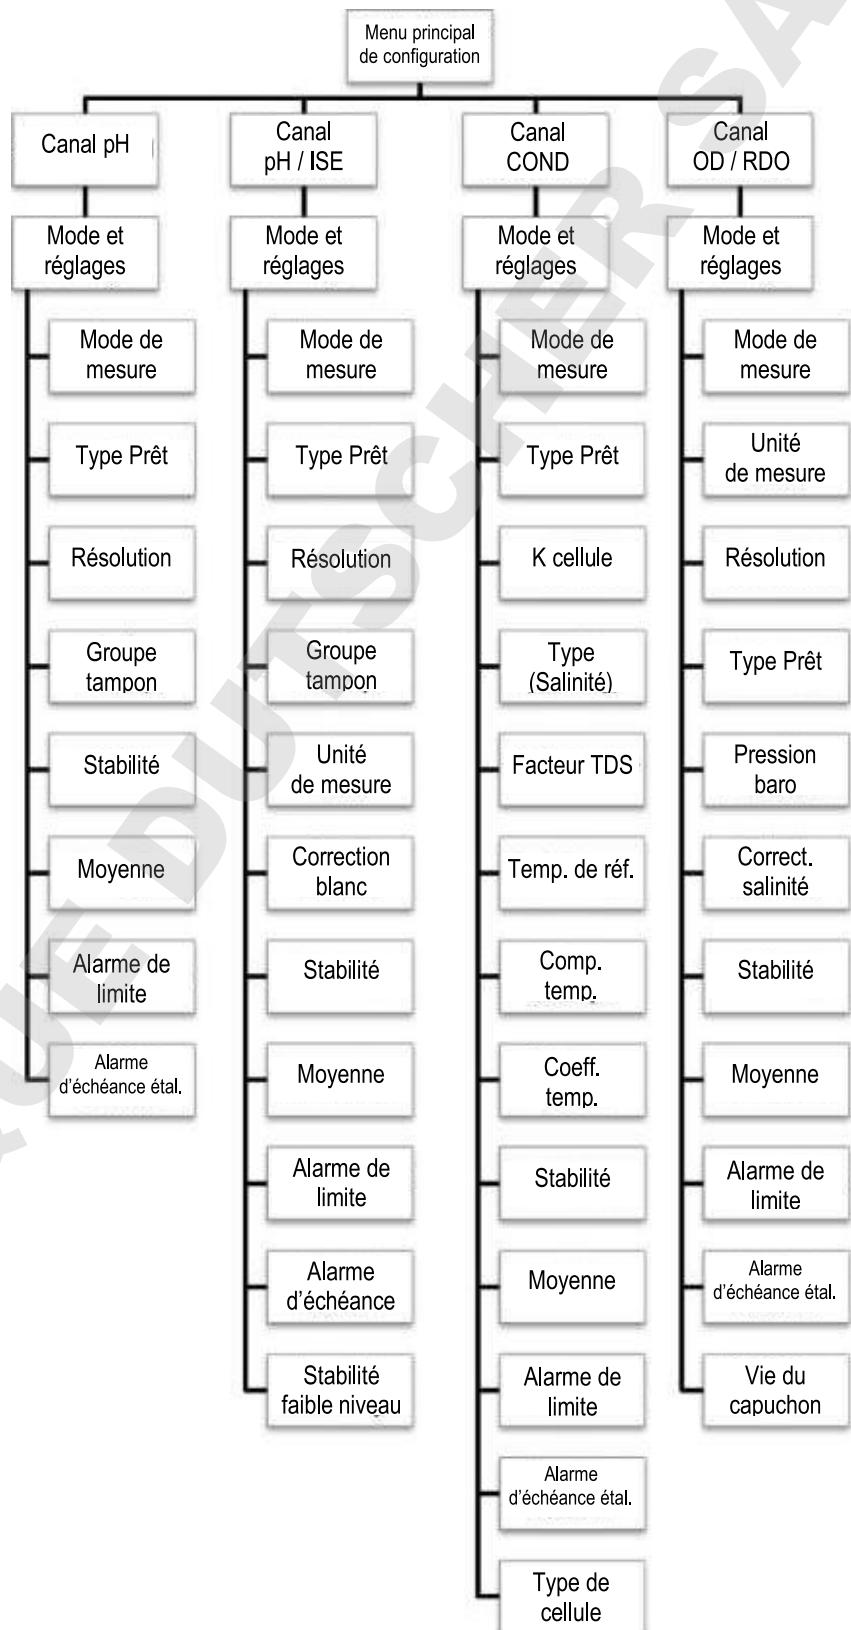 Menu principal
de configuration
Canal pH
Mode et
réglages
Mode de
mesure
Type Prêt
Résolution
Groupe
tampon
Stabilité
Moyenne
Alarme de
limite
Alarme
d'échéance étal.
Canal
pH / ISE
Mode et
réglages
Mode de
mesure
Type Prêt
Résolution
Groupe
tampon
Unité
de mesure
Correction
blanc
Stabilité
Moyenne
Alarme de
limite
Alarme
d'échéance
Stabilité
faible niveau
Canal
COND
Mode et
réglages
Mode de
mesure
Type Prêt
K cellule
Type
(Salinité)
Facteur TDS
Temp. de réf.
Comp.
temp.
Coeff.
temp.
Stabilité
Moyenne
Alarme de
limite
Alarme
d'échéance étal.
Type de
cellule
Canal
OD / RDO
Mode et
réglages
Mode de
mesure
Unité
de mesure
Résolution
Type Prêt
Pression
baro
Correct.
salinité
Stabilité
Moyenne
Alarme de
limite
Alarme
d'échéance étal.
Vie du
capuchon
QUE DUTSCHER SA